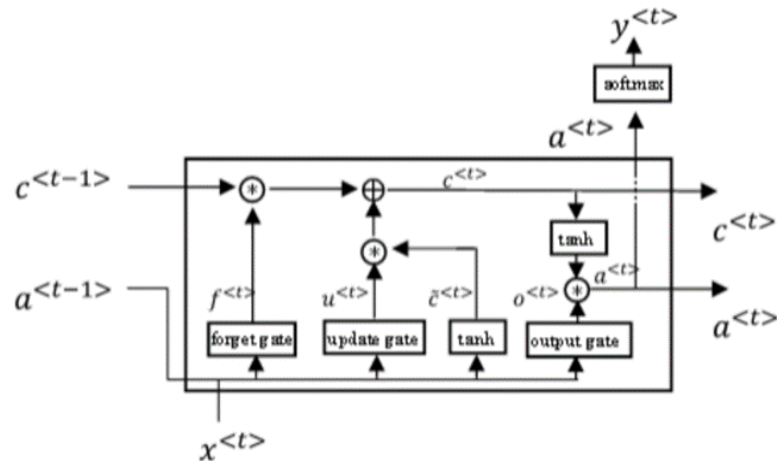 y<t>
softmax
a<t>
c<t-1>
c<t>
c<t>
tanh
a<t-1>
f<t>
u<t>
c̃<t>
o<t>
a<t>
a<t>
forget gate
update gate
tanh
output gate
x<t>